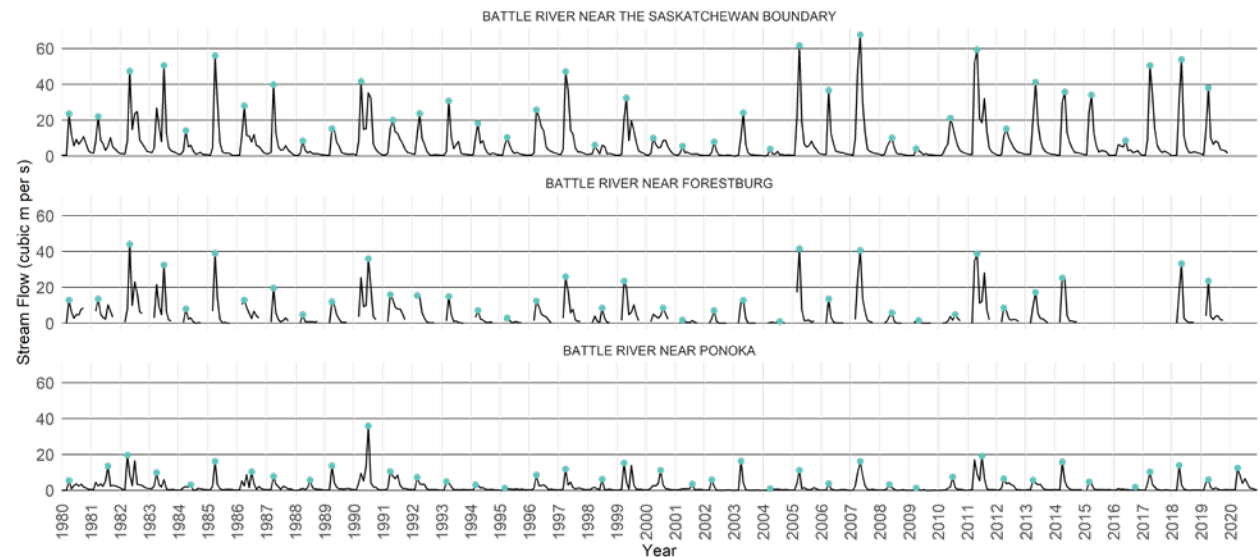 BATTLE RIVER NEAR THE SASKATCHEWAN BOUNDARY
60
40
20
0
BATTLE RIVER NEAR FORESTBURG
60
40
20
0
BATTLE RIVER NEAR PONOKA
60
40
20
0
Stream Flow (cubic m per s)
1980 1981 1982 1983 1984 1985 1986 1987 1988 1989 1990 1991 1992 1993 1994 1995 1996 1997 1998 1999 2000 2001 2002 2003 2004 2005 2006 2007 2008 2009 2010 2011 2012 2013 2014 2015 2016 2017 2018 2019 2020
Year